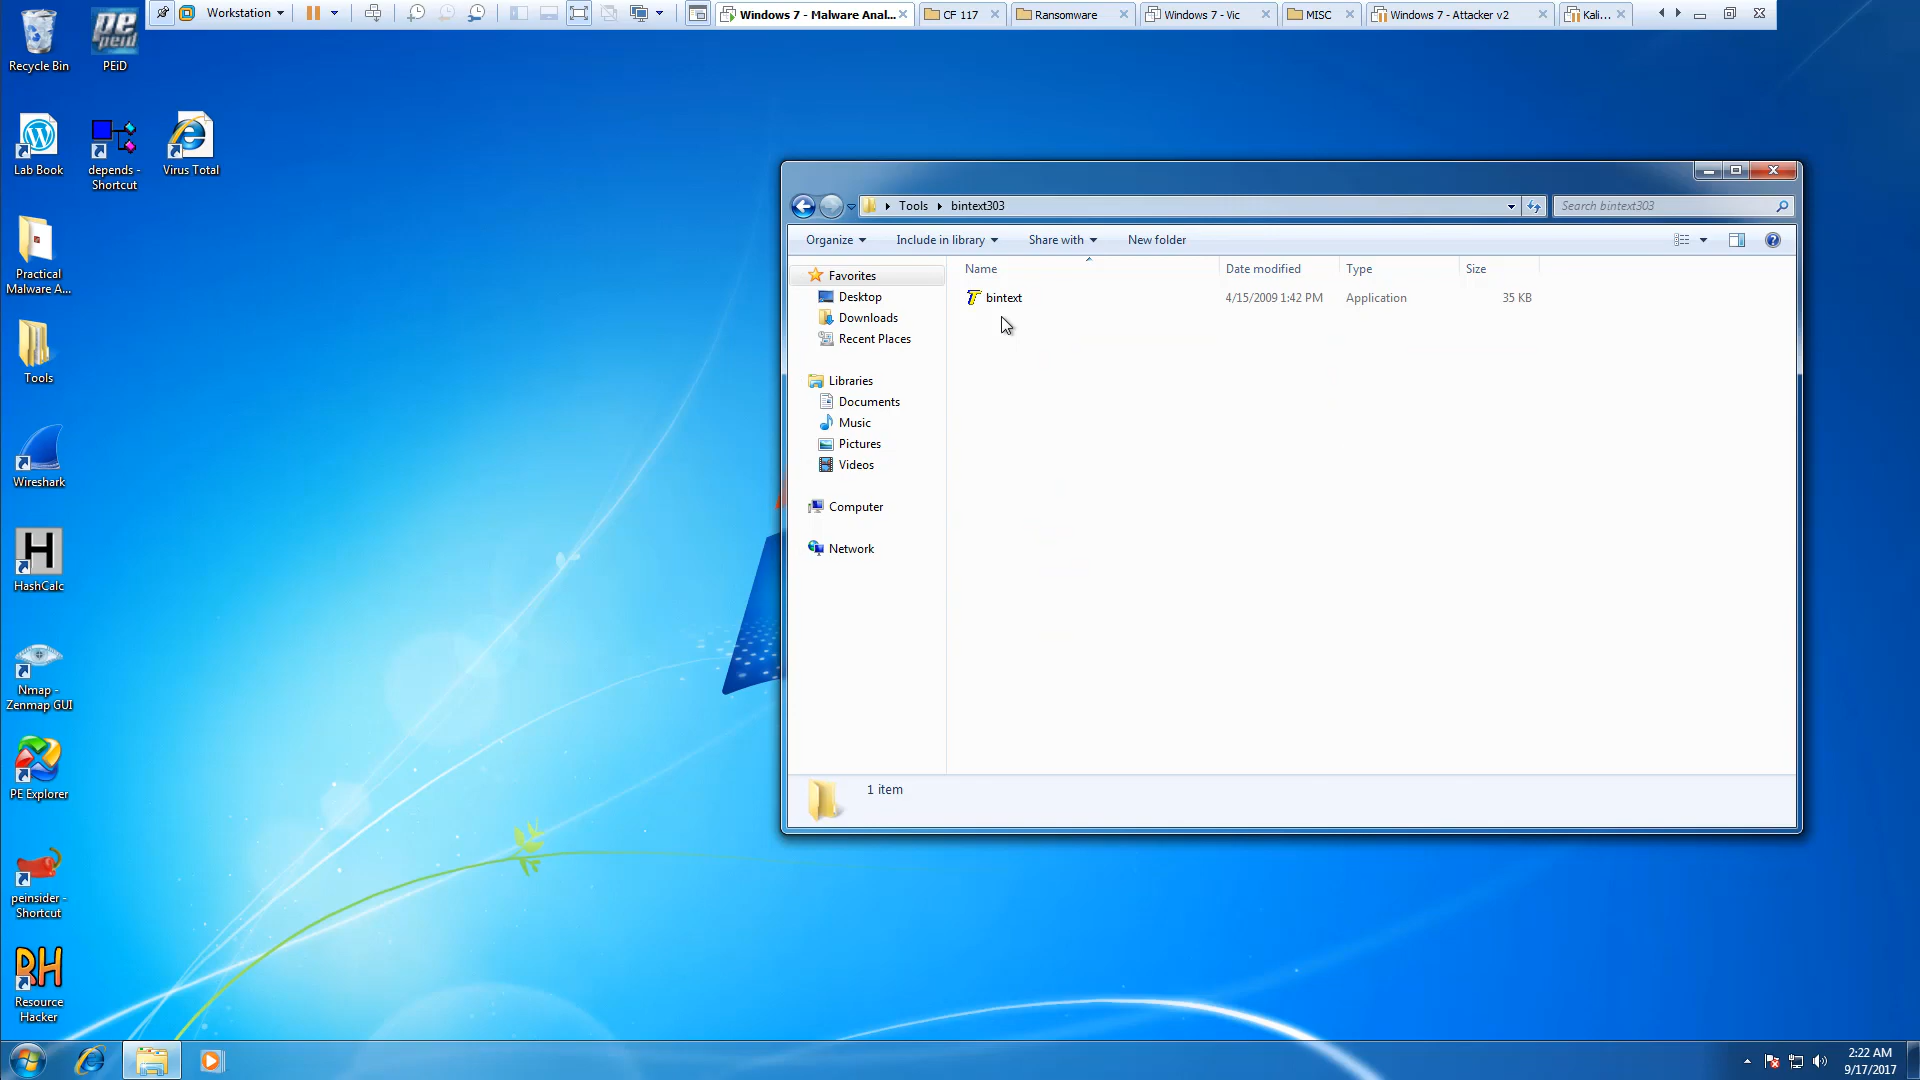 Workstation
Windows 7 - Malware Anal...
CF 117
Ransomware
Windows 7 - Vic
MISC
Windows 7 - Attacker v2
Kali...
Recycle Bin
PEiD
Lab Book
depends - Shortcut
Virus Total
Practical Malware A...
Tools
Wireshark
HashCalc
Nmap - Zenmap GUI
PE Explorer
peinsider - Shortcut
Resource Hacker
Tools
bintext303
Search bintext303
Organize
Include in library
Share with
New folder
Favorites
Desktop
Downloads
Recent Places
Libraries
Documents
Music
Pictures
Videos
Computer
Network
Name
Date modified
Type
Size
bintext
4/15/2009 1:42 PM
Application
35 KB
1 item
2:22 AM
9/17/2017